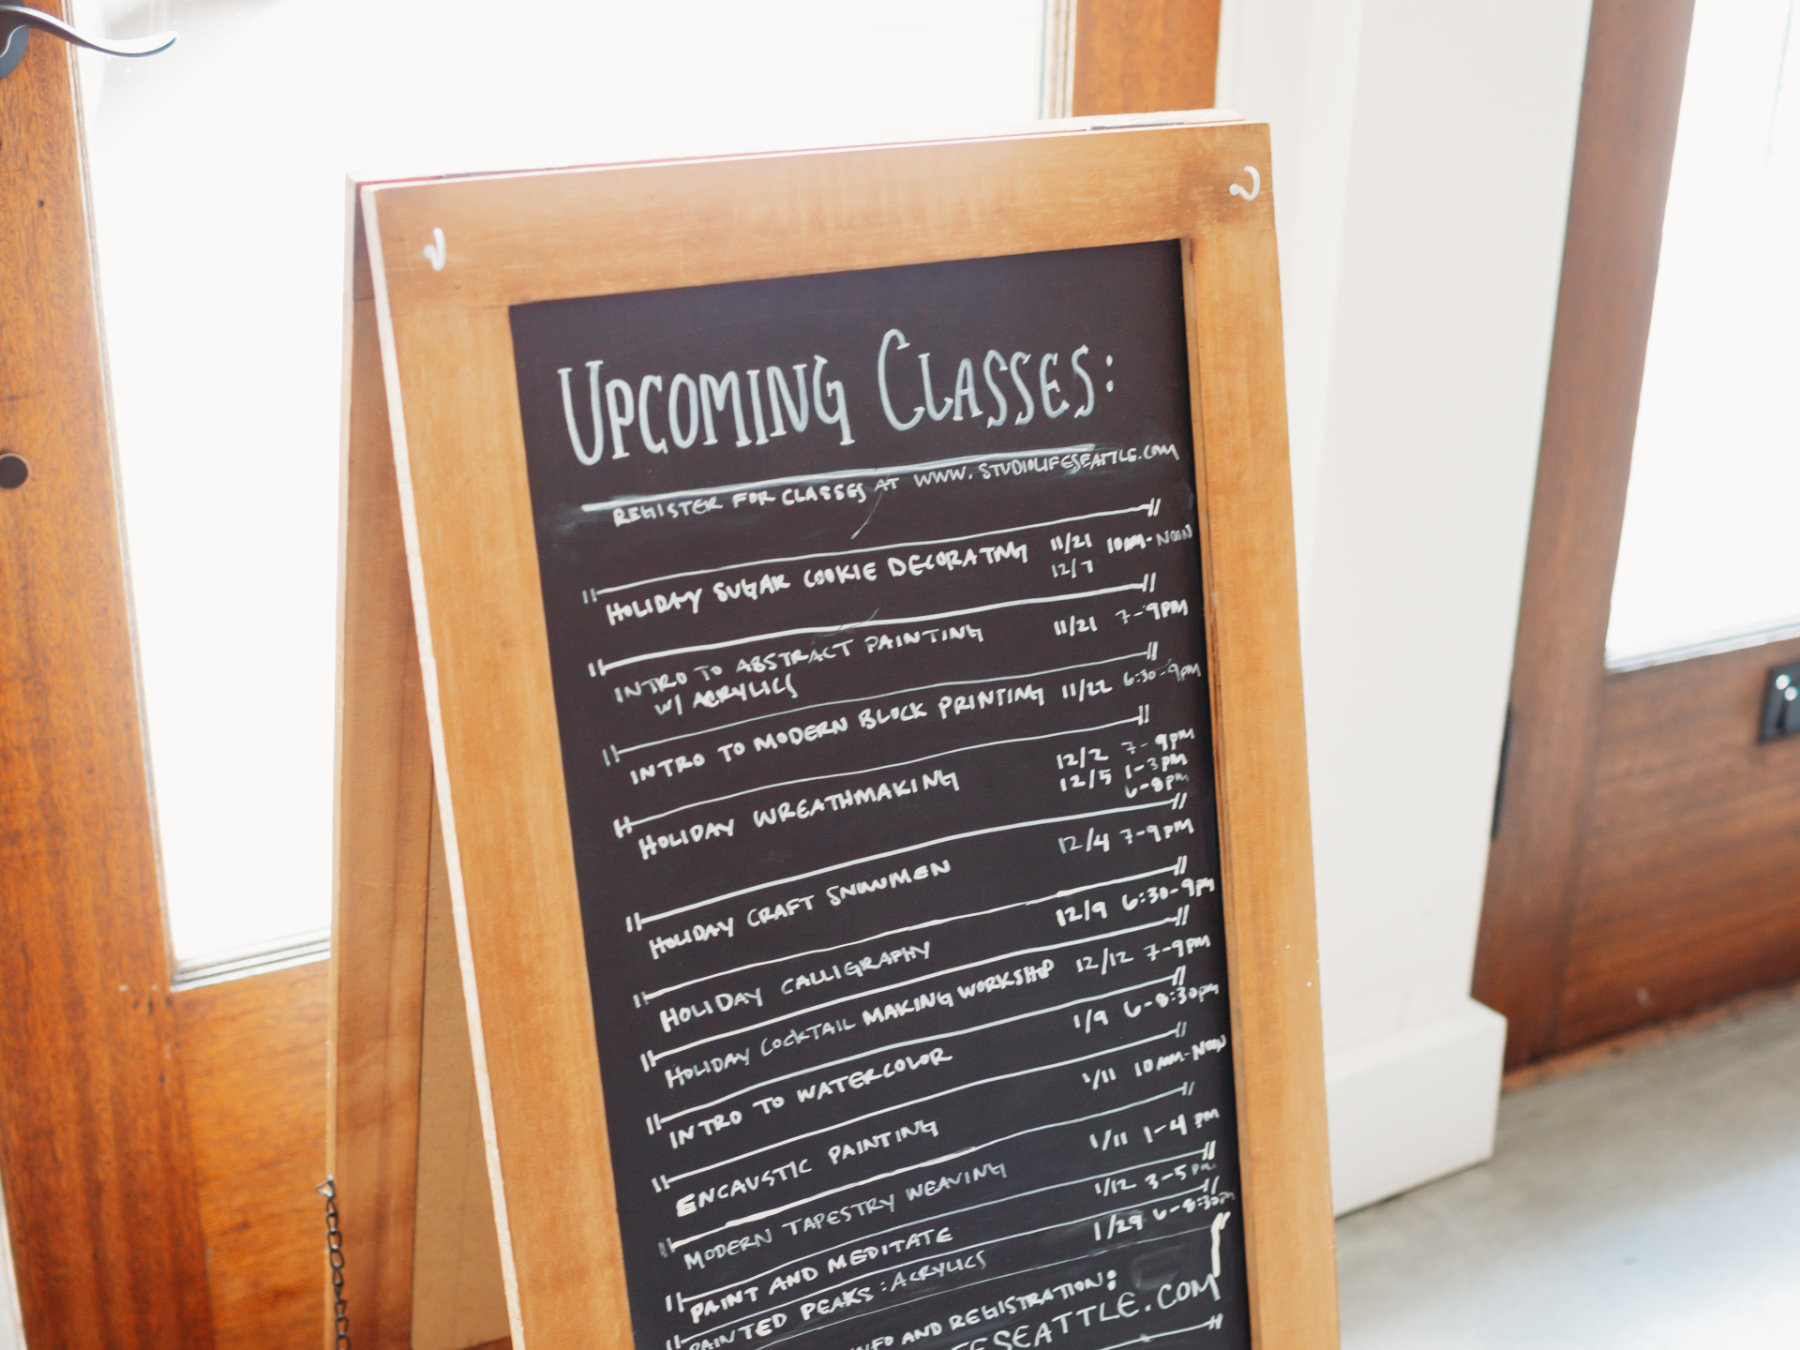 UPCOMING CLASSES:
REGISTER FOR CLASSES AT WWW.STUDIOLIFESEATTLE.COM
HOLIDAY SUGAR COOKIE DECORATING 11/21 10AM-NOON
12/7
INTRO TO ABSTRACT PAINTING 11/21 7-9PM
W/ ACRYLICS
INTRO TO MODERN BLOCK PRINTING 11/22 6:30-9PM
HOLIDAY WREATHMAKING 12/2 7-9PM
12/5 1-3PM
6-8PM
HOLIDAY CRAFT SNOWMEN 12/4 7-9PM
HOLIDAY CALLIGRAPHY 12/9 6:30-9PM
HOLIDAY COCKTAIL MAKING WORKSHOP 12/12 7-9PM
INTRO TO WATERCOLOR 1/9 6-8:30PM
ENCAUSTIC PAINTING 1/11 10AM-NOON
MODERN TAPESTRY WEAVING 1/11 1-4 PM
PAINT AND MEDITATE 1/12 3-5PM
PAINTED PEAKS: ACRYLICS 1/29 6-8:30PM
INFO AND REGISTRATION:
FESEATTLE.COM